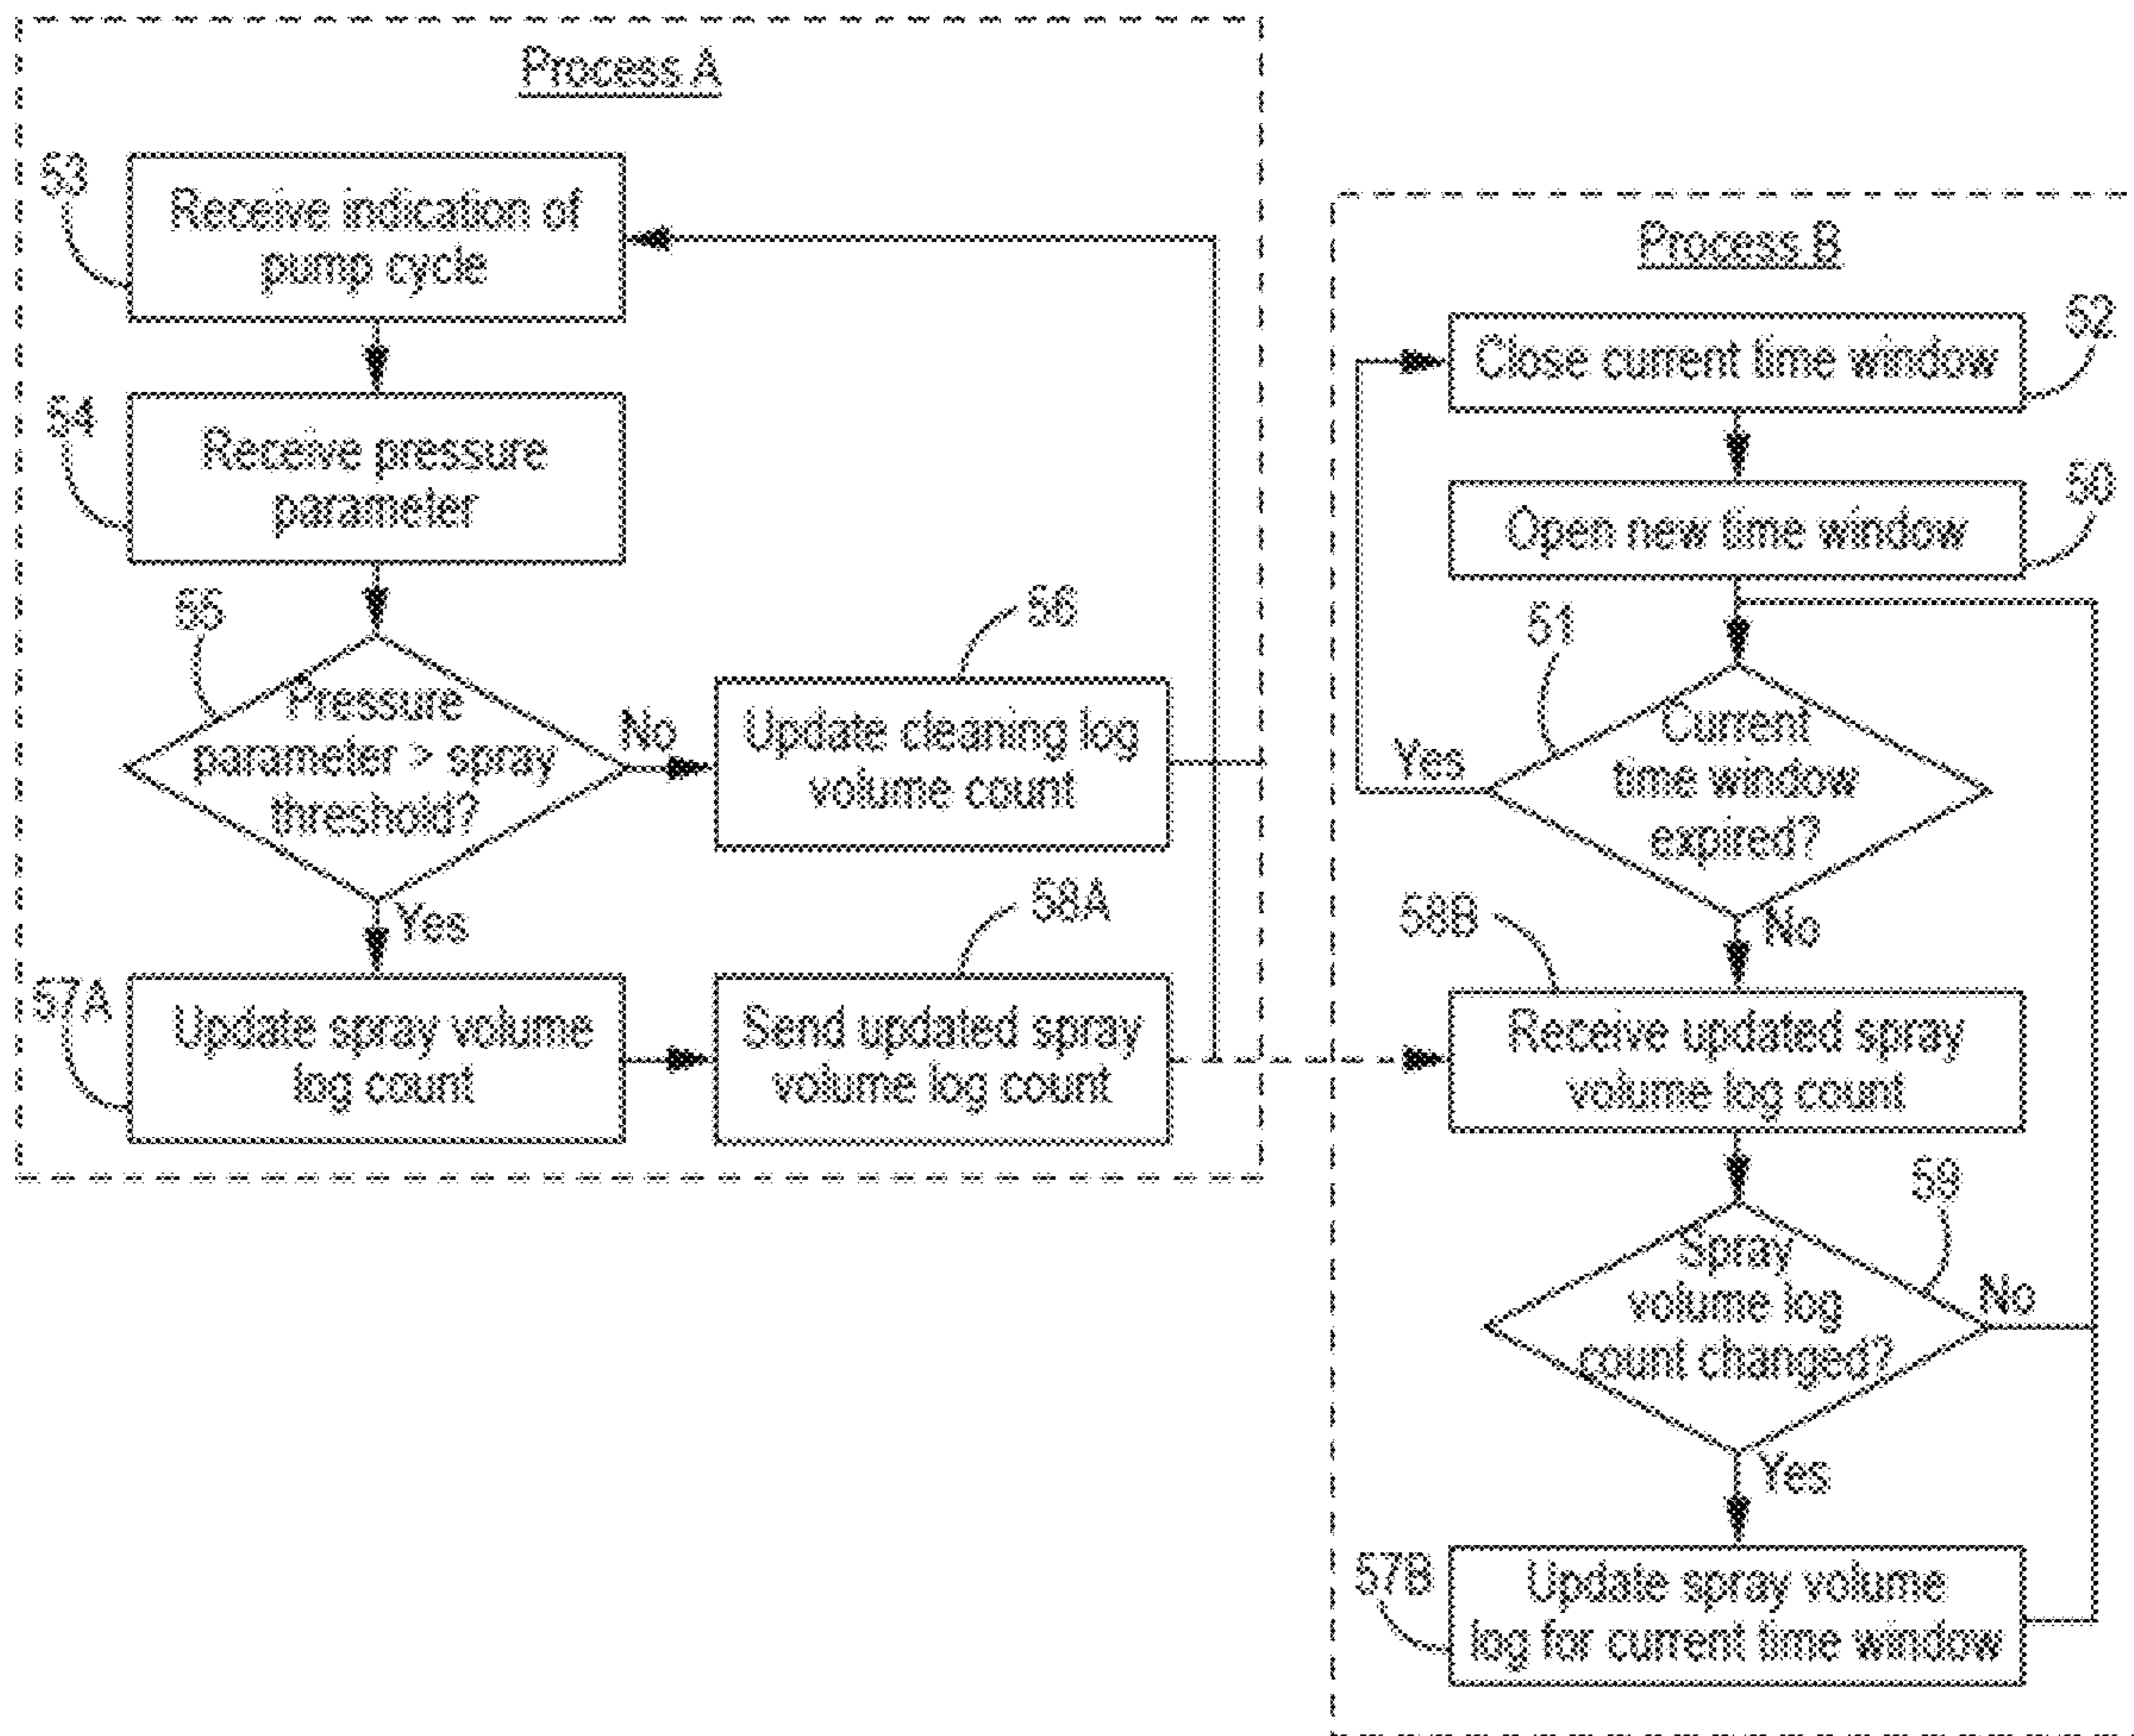 Process A
53
Receive indication of
pump cycle
54
Receive pressure
parameter
55
Pressure
parameter > spray
threshold?
No
56
Update cleaning log
volume count
Yes
57A
Update spray volume
log count
58A
Send updated spray
volume log count
Process B
52
Close current time window
50
Open new time window
51
Current
time window
expired?
Yes
No
58B
Receive updated spray
volume log count
59
Spray
volume log
count changed?
No
Yes
57B
Update spray volume
log for current time window